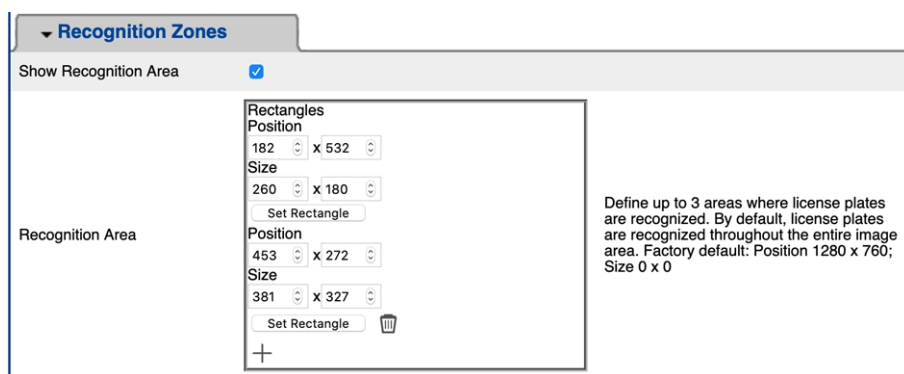 Recognition Zones
Show Recognition Area
Recognition Area
Rectangles
Position
182 x 532
Size
260 x 180
Set Rectangle
Position
453 x 272
Size
381 x 327
Set Rectangle
Define up to 3 areas where license plates
are recognized. By default, license plates
are recognized throughout the entire image
area. Factory default: Position 1280 x 760;
Size 0 x 0